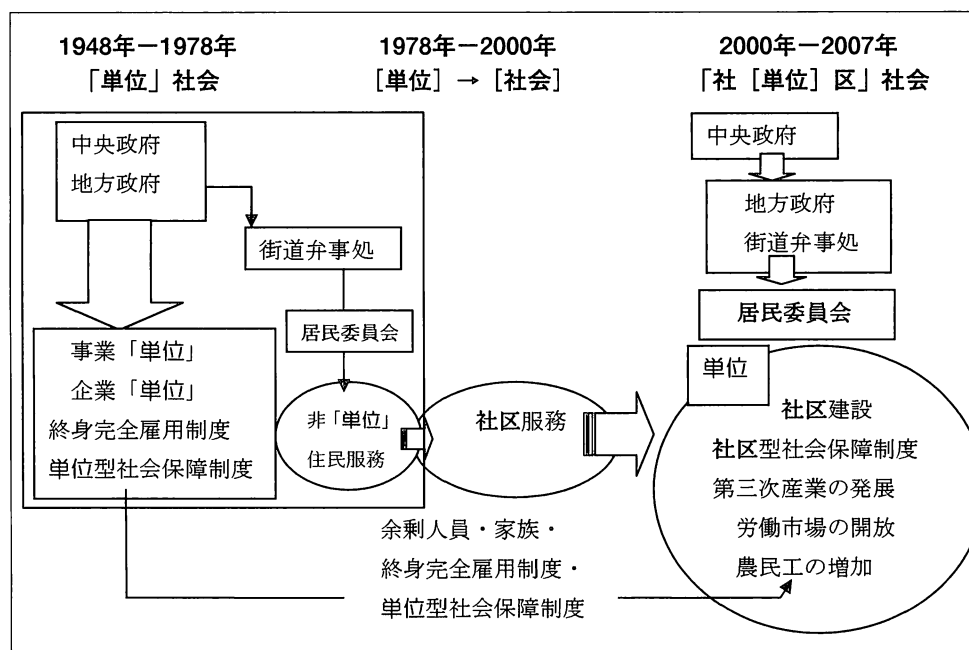 1948年－1978年
「単位」社会
1978年－2000年
［単位］→［社会］
2000年－2007年
「社［単位］区」社会
中央政府
地方政府
街道弁事処
居民委員会
事業「単位」
企業「単位」
終身完全雇用制度
単位型社会保障制度
非「単位」
住民服務
社区服務
余剰人員・家族・
終身完全雇用制度・
単位型社会保障制度
中央政府
地方政府
街道弁事処
居民委員会
単位
社区建設
社区型社会保障制度
第三次産業の発展
労働市場の開放
農民工の増加